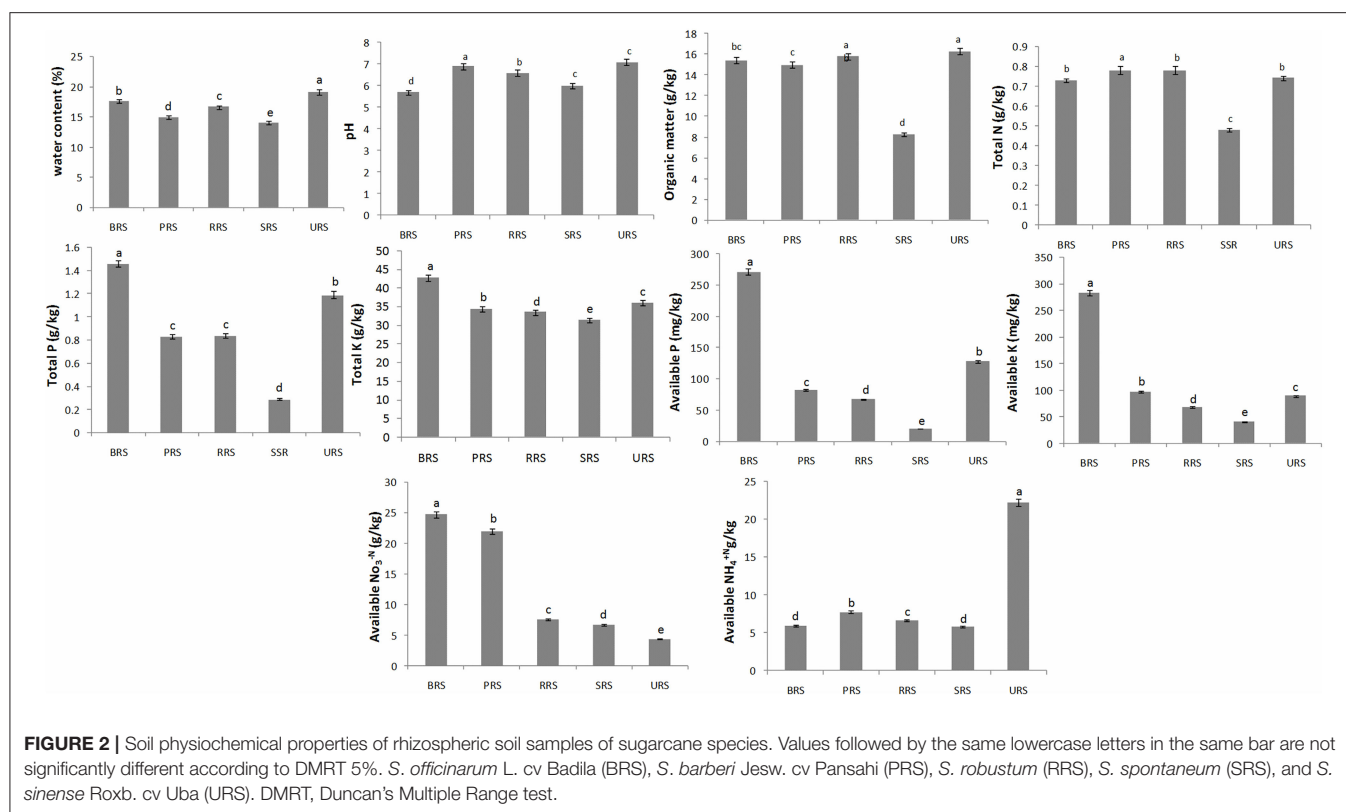 water content (%)
25
20
15
10
5
0
b
d
c
e
a
BRS PRS RRS SRS URS
pH
8
7
6
5
4
3
2
1
0
d
a
b
c
c
BRS PRS RRS SRS URS
Organic matter (g/kg)
18
16
14
12
10
8
6
4
2
0
bc
c
a
d
a
BRS PRS RRS SRS URS
Total N (g/kg)
0.9
0.8
0.7
0.6
0.5
0.4
0.3
0.2
0.1
0
b
a
b
c
b
BRS PRS RRS SSR URS
Total P (g/kg)
1.6
1.4
1.2
1
0.8
0.6
0.4
0.2
0
a
c
c
d
b
BRS PRS RRS SSR URS
Total K (g/kg)
50
45
40
35
30
25
20
15
10
5
0
a
b
d
e
c
BRS PRS RRS SRS URS
Available P (mg/kg)
300
250
200
150
100
50
0
a
c
d
e
b
BRS PRS RRS SRS URS
Available K (mg/kg)
350
300
250
200
150
100
50
0
a
b
d
e
c
BRS PRS RRS SRS URS
Available No₃⁻ᴺ (g/kg)
30
25
20
15
10
5
0
a
b
c
d
e
BRS PRS RRS SRS URS
Available NH₄⁺ᴺg/kg
25
20
15
10
5
0
d
b
c
d
a
BRS PRS RRS SRS URS
FIGURE 2 | Soil physiochemical properties of rhizospheric soil samples of sugarcane species. Values followed by the same lowercase letters in the same bar are not
significantly different according to DMRT 5%. S. officinarum L. cv Badila (BRS), S. barberi Jesw. cv Pansahi (PRS), S. robustum (RRS), S. spontaneum (SRS), and S.
sinense Roxb. cv Uba (URS). DMRT, Duncan's Multiple Range test.